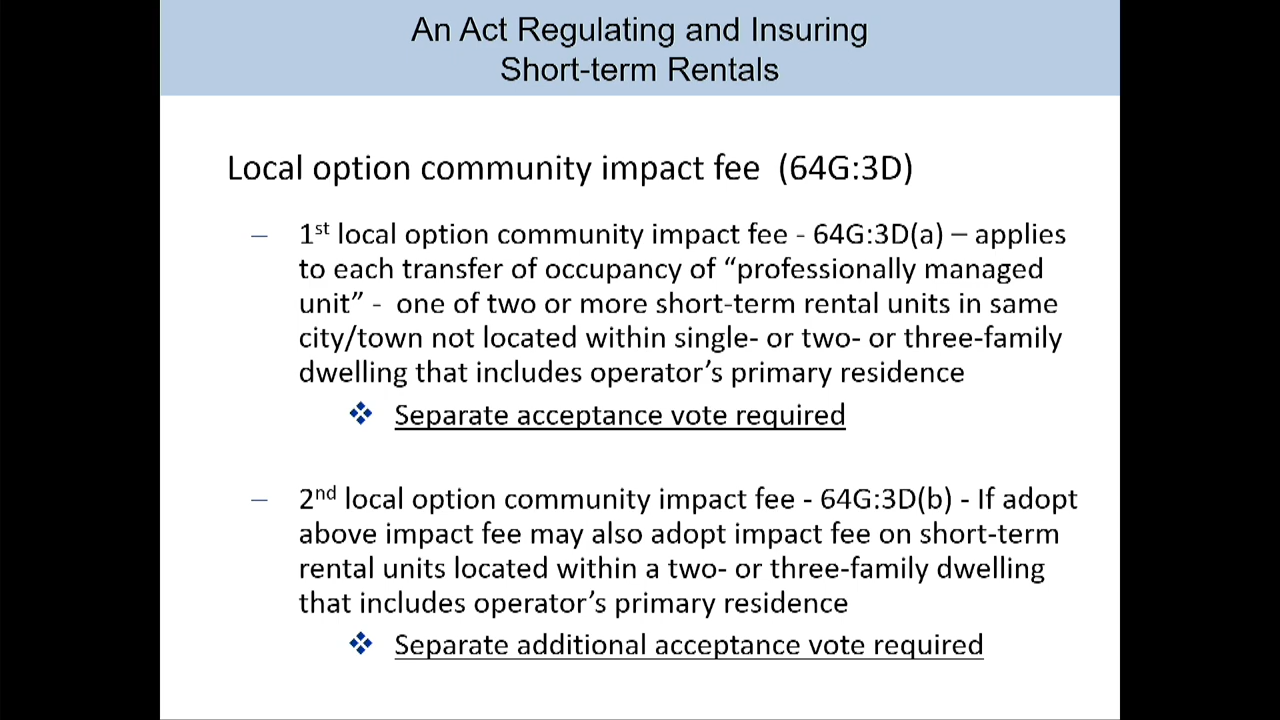 An Act Regulating and Insuring
Short-term Rentals
Local option community impact fee (64G:3D)
– 1st local option community impact fee - 64G:3D(a) – applies
to each transfer of occupancy of “professionally managed
unit” - one of two or more short-term rental units in same
city/town not located within single- or two- or three-family
dwelling that includes operator’s primary residence
❖ Separate acceptance vote required
– 2nd local option community impact fee - 64G:3D(b) - If adopt
above impact fee may also adopt impact fee on short-term
rental units located within a two- or three-family dwelling
that includes operator’s primary residence
❖ Separate additional acceptance vote required